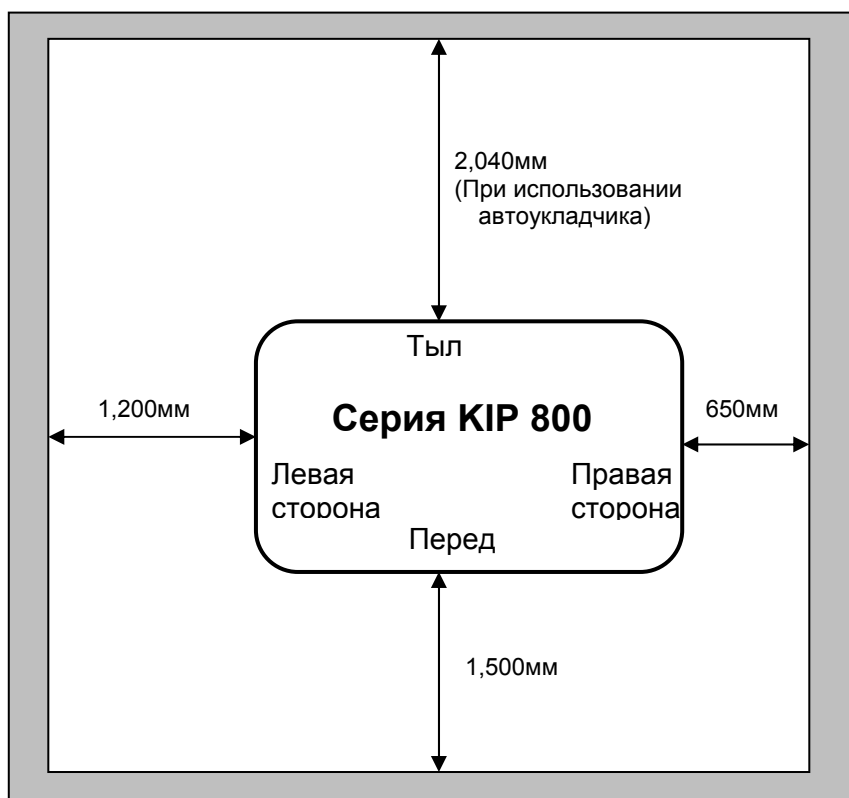 2,040мм
(При использовании
автоукладчика)
Тыл
1,200мм
Серия KIP 800
650мм
Левая
сторона
Правая
сторона
Перед
1,500мм